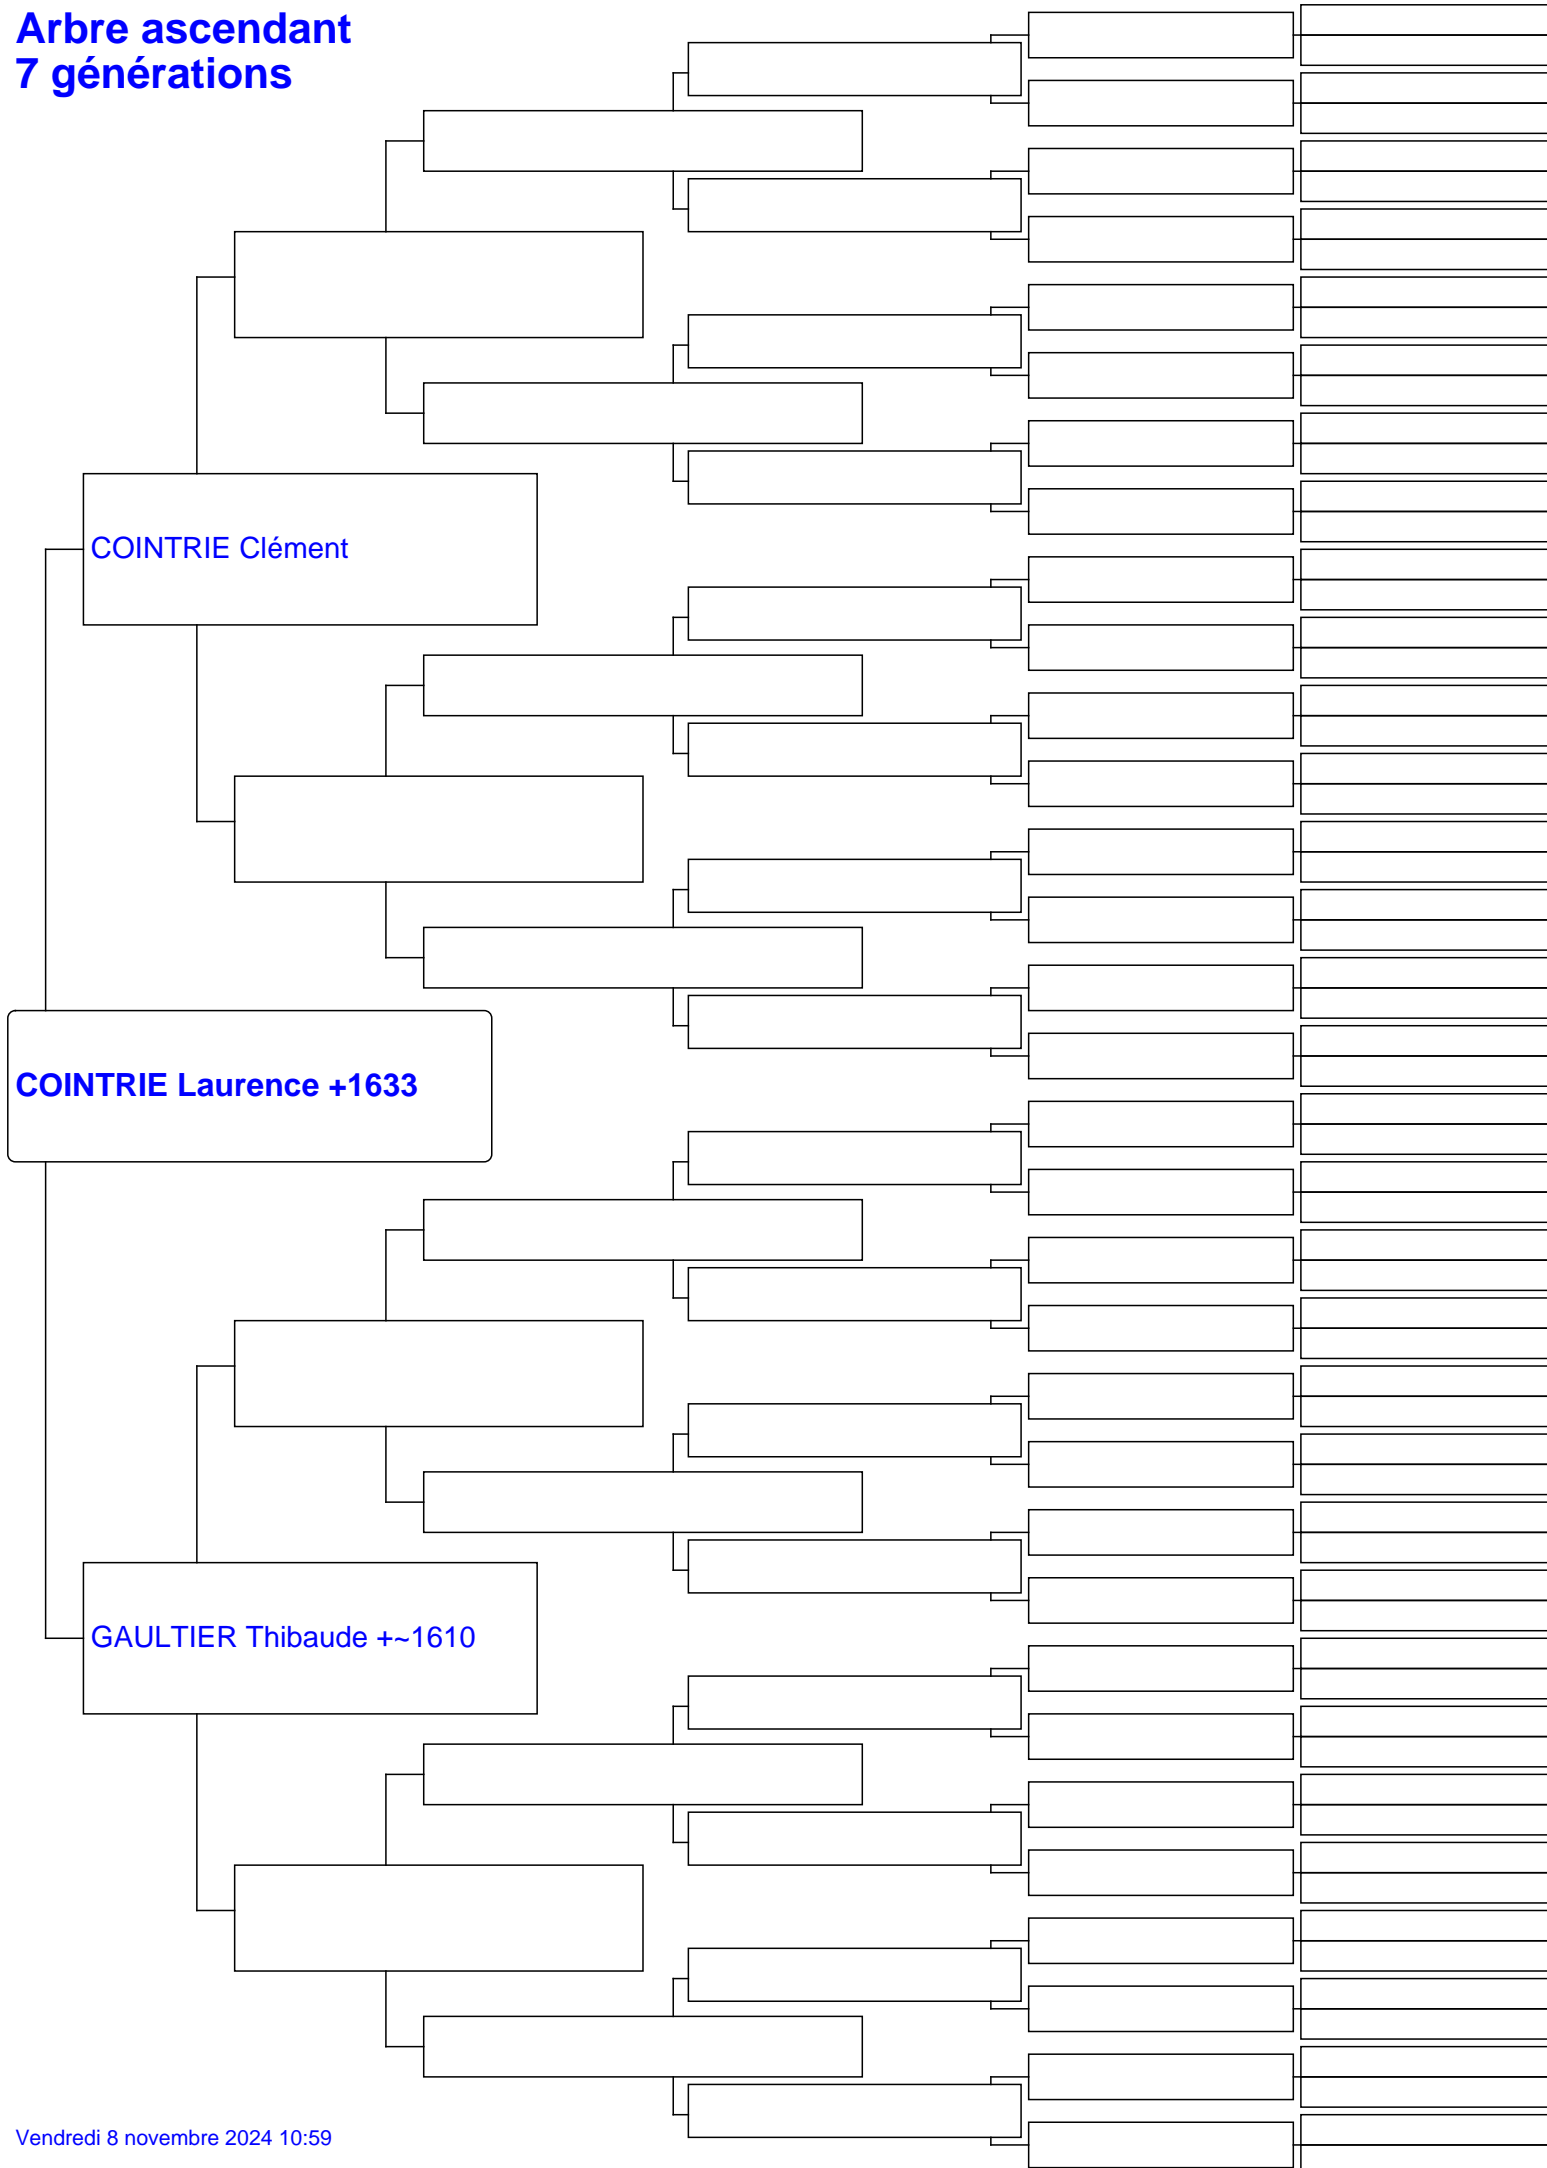 Arbre ascendant
7 générations
COINTRIE Clément
COINTRIE Laurence +1633
GAULTIER Thibaude +~1610
Vendredi 8 novembre 2024 10:59